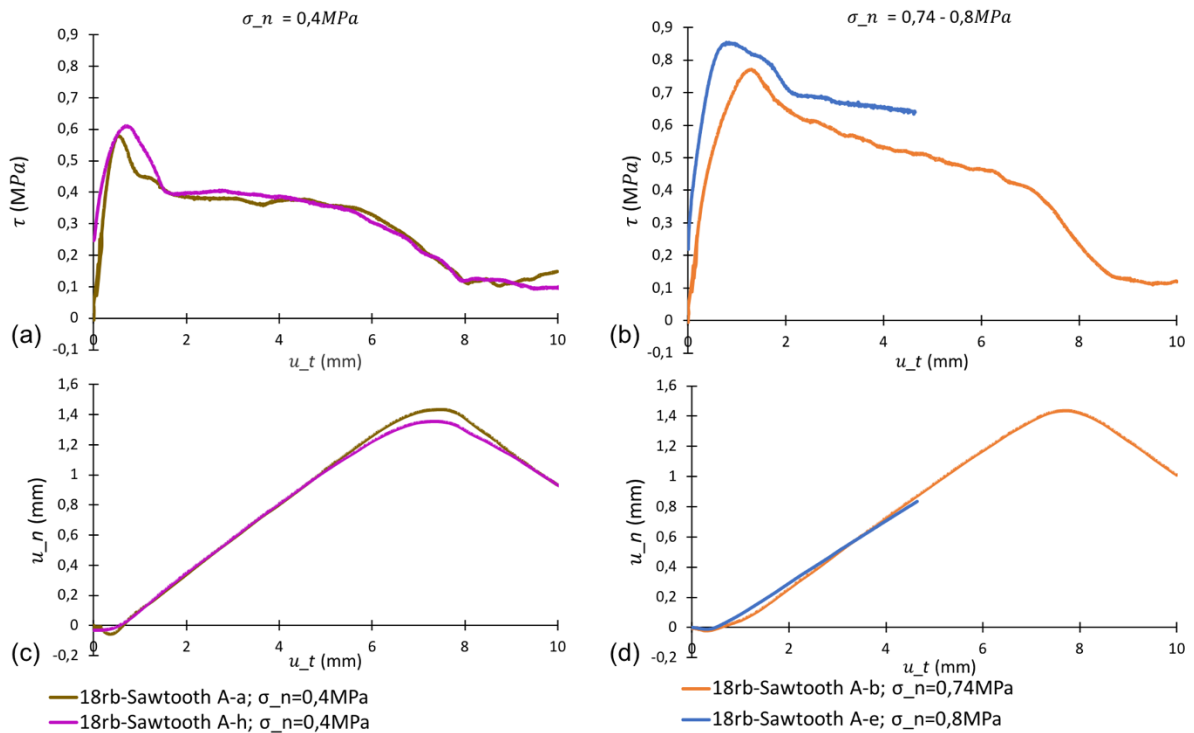 σ_n = 0,4MPa
0,9
0,8
0,7
0,6
0,5
0,4
0,3
0,2
0,1
0
-0,1
τ (MPa)
0 2 4 6 8 10
u_t (mm)
(a)
σ_n = 0,74 - 0,8MPa
0,9
0,8
0,7
0,6
0,5
0,4
0,3
0,2
0,1
0
-0,1
τ (MPa)
0 2 4 6 8 10
u_t (mm)
(b)
1,6
1,4
1,2
1
0,8
0,6
0,4
0,2
0
-0,2
u_n (mm)
0 2 4 6 8 10
u_t (mm)
(c)
1,6
1,4
1,2
1
0,8
0,6
0,4
0,2
0
-0,2
u_n (mm)
0 2 4 6 8 10
u_t (mm)
(d)
18rb-Sawtooth A-a; σ_n=0,4MPa
18rb-Sawtooth A-h; σ_n=0,4MPa
18rb-Sawtooth A-b; σ_n=0,74MPa
18rb-Sawtooth A-e; σ_n=0,8MPa